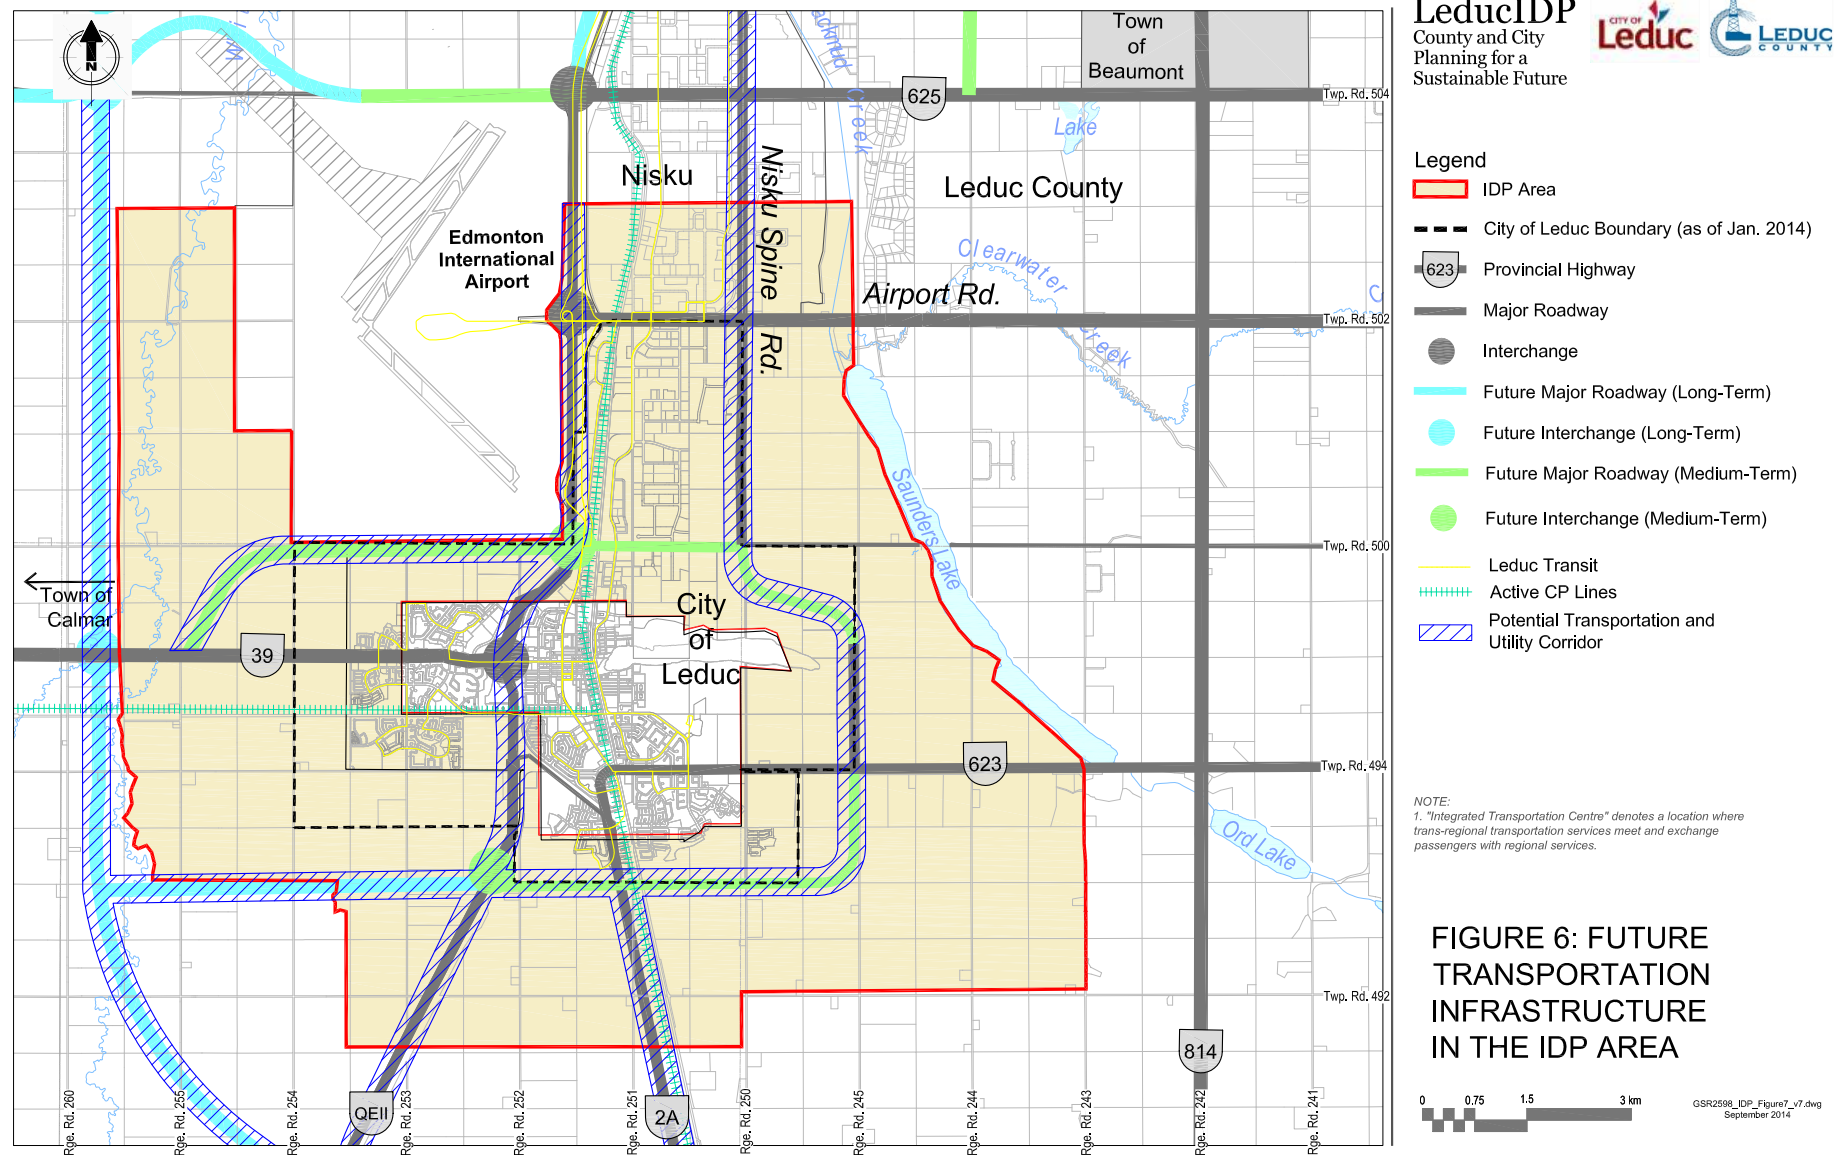 N
Town
of
Beaumont
625
Twp. Rd. 504
Blackmud
Creek
Lake
Nisku
Nisku Spine Rd.
Leduc County
Edmonton
International
Airport
Clearwater
Creek
Airport Rd.
Twp. Rd. 502
Saunders Lake
Twp. Rd. 500
Town of
Calmar
39
City
of
Leduc
623
Twp. Rd. 494
Ord Lake
Twp. Rd. 492
814
QEII
2A
Rge. Rd. 260
Rge. Rd. 255
Rge. Rd. 254
Rge. Rd. 253
Rge. Rd. 252
Rge. Rd. 251
Rge. Rd. 250
Rge. Rd. 245
Rge. Rd. 244
Rge. Rd. 243
Rge. Rd. 242
Rge. Rd. 241
LeducIDP
County and City
Planning for a
Sustainable Future
CITY OF
Leduc
LEDUC
COUNTY
Legend
IDP Area
City of Leduc Boundary (as of Jan. 2014)
623 Provincial Highway
Major Roadway
Interchange
Future Major Roadway (Long-Term)
Future Interchange (Long-Term)
Future Major Roadway (Medium-Term)
Future Interchange (Medium-Term)
Leduc Transit
Active CP Lines
Potential Transportation and
Utility Corridor
NOTE:
1. "Integrated Transportation Centre" denotes a location where
trans-regional transportation services meet and exchange
passengers with regional services.
FIGURE 6: FUTURE
TRANSPORTATION
INFRASTRUCTURE
IN THE IDP AREA
0 0.75 1.5 3 km
GSR2598_IDP_Figure7_v7.dwg
September 2014